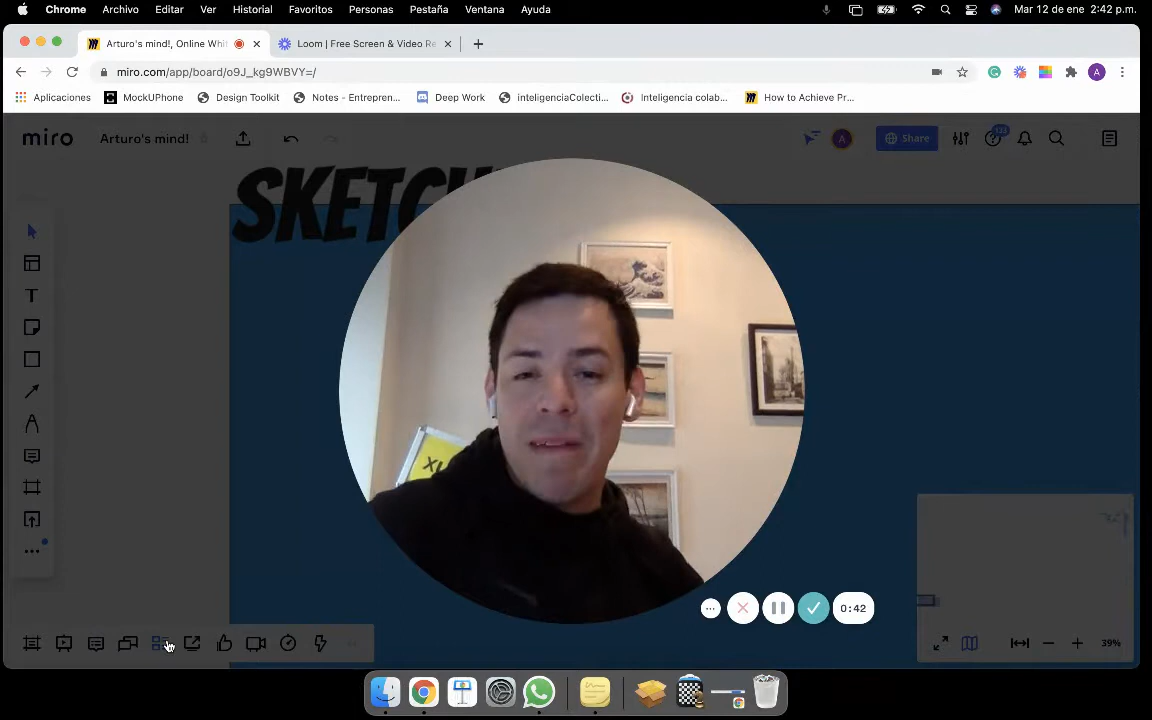 Chrome Archivo Editar Ver Historial Favoritos Personas Pestaña Ventana Ayuda Mar 12 de ene 2:42 p.m.
Arturo's mind!, Online Whi
Loom | Free Screen & Video Re
miro.com/app/board/o9J_kg9WBVY=/
A
Aplicaciones MockUPhone Design Toolkit Notes - Entrepren... Deep Work inteligenciaColecti... Inteligencia colab... How to Achieve Pr...
miro Arturo's mind! A Share 123
SKETCH
XL
0:42
39%